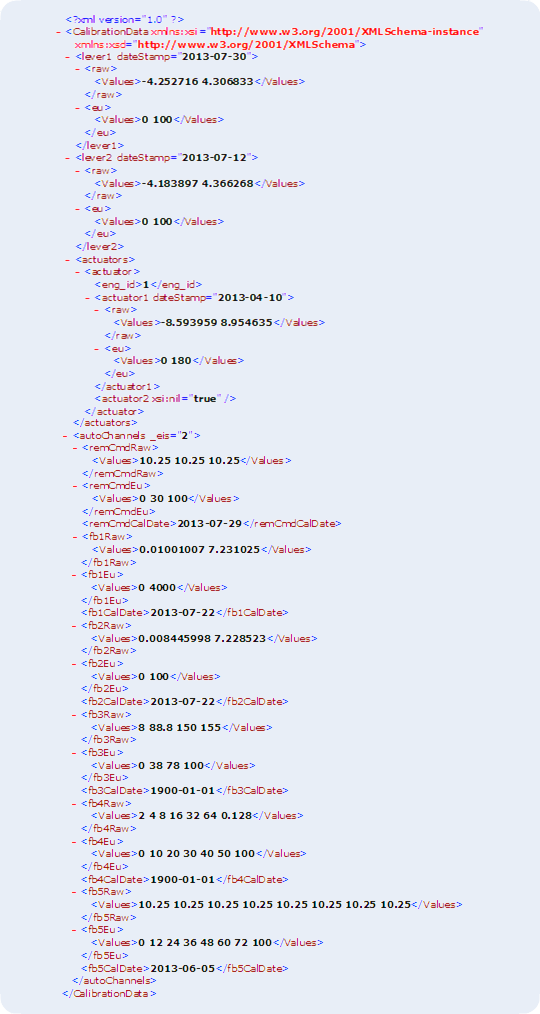 <?xml version="1.0" ?>
- <CalibrationData xmlns:xsi="http://www.w3.org/2001/XMLSchema-instance"
xmlns:xsd="http://www.w3.org/2001/XMLSchema">
- <lever1 dateStamp="2013-07-30">
- <raw>
<Values>-4.252716 4.306833</Values>
</raw>
- <eu>
<Values>0 100</Values>
</eu>
</lever1>
- <lever2 dateStamp="2013-07-12">
- <raw>
<Values>-4.183897 4.366268</Values>
</raw>
- <eu>
<Values>0 100</Values>
</eu>
</lever2>
- <actuators>
- <actuator>
<eng_id>1</eng_id>
- <actuator1 dateStamp="2013-04-10">
- <raw>
<Values>-8.593959 8.954635</Values>
</raw>
- <eu>
<Values>0 180</Values>
</eu>
</actuator1>
<actuator2 xsi:nil="true" />
</actuator>
</actuators>
- <autoChannels _eis="2">
- <remCmdRaw>
<Values>10.25 10.25 10.25</Values>
</remCmdRaw>
- <remCmdEu>
<Values>0 30 100</Values>
</remCmdEu>
<remCmdCalDate>2013-07-29</remCmdCalDate>
- <fb1Raw>
<Values>0.01001007 7.231025</Values>
</fb1Raw>
- <fb1Eu>
<Values>0 4000</Values>
</fb1Eu>
<fb1CalDate>2013-07-22</fb1CalDate>
- <fb2Raw>
<Values>0.008445998 7.228523</Values>
</fb2Raw>
- <fb2Eu>
<Values>0 100</Values>
</fb2Eu>
<fb2CalDate>2013-07-22</fb2CalDate>
- <fb3Raw>
<Values>8 88.8 150 155</Values>
</fb3Raw>
- <fb3Eu>
<Values>0 38 78 100</Values>
</fb3Eu>
<fb3CalDate>1900-01-01</fb3CalDate>
- <fb4Raw>
<Values>2 4 8 16 32 64 0.128</Values>
</fb4Raw>
- <fb4Eu>
<Values>0 10 20 30 40 50 100</Values>
</fb4Eu>
<fb4CalDate>1900-01-01</fb4CalDate>
- <fb5Raw>
<Values>10.25 10.25 10.25 10.25 10.25 10.25 10.25 10.25</Values>
</fb5Raw>
- <fb5Eu>
<Values>0 12 24 36 48 60 72 100</Values>
</fb5Eu>
<fb5CalDate>2013-06-05</fb5CalDate>
</autoChannels>
</CalibrationData>